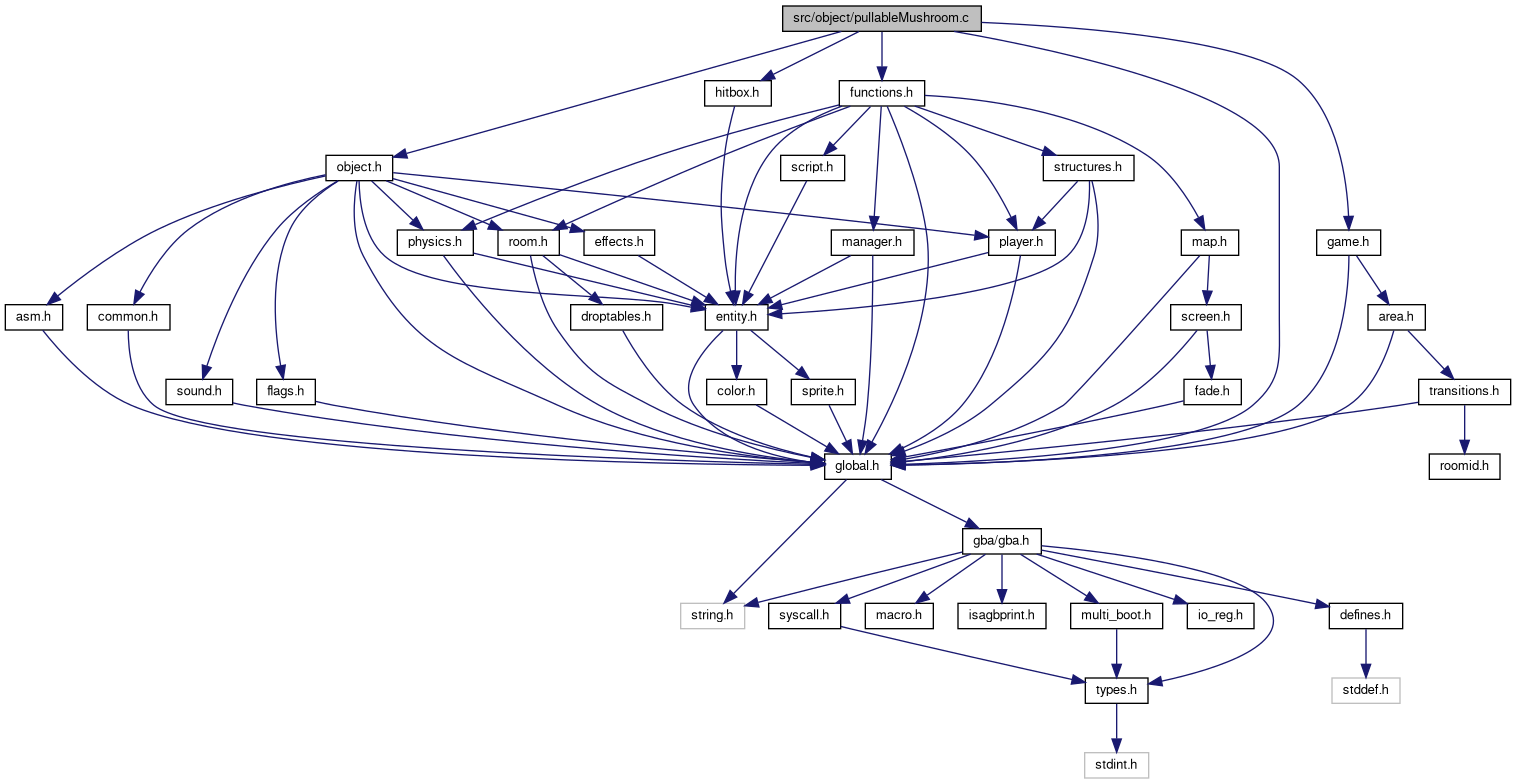 src/object/pullableMushroom.c
hitbox.h
functions.h
object.h
script.h
structures.h
physics.h
room.h
effects.h
manager.h
player.h
map.h
game.h
asm.h
common.h
droptables.h
entity.h
screen.h
area.h
sound.h
flags.h
color.h
sprite.h
fade.h
transitions.h
global.h
roomid.h
gba/gba.h
string.h
syscall.h
macro.h
isagbprint.h
multi_boot.h
io_reg.h
defines.h
types.h
stddef.h
stdint.h